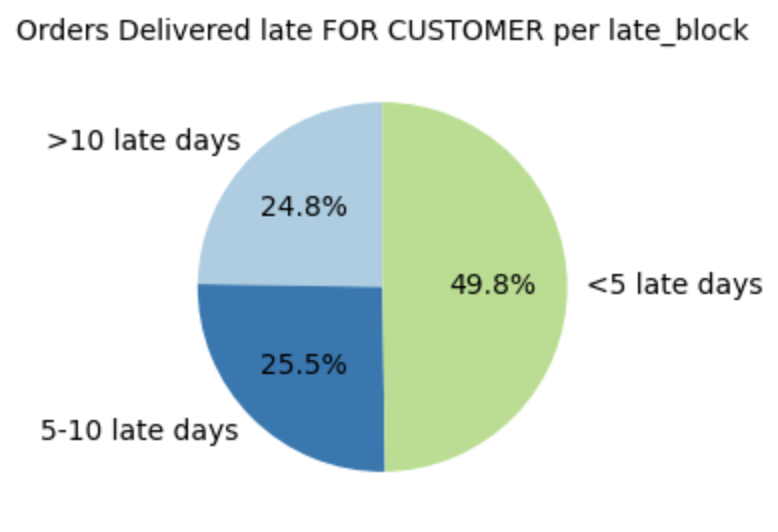 Orders Delivered late FOR CUSTOMER per late_block
>10 late days
24.8%
49.8%
<5 late days
25.5%
5-10 late days